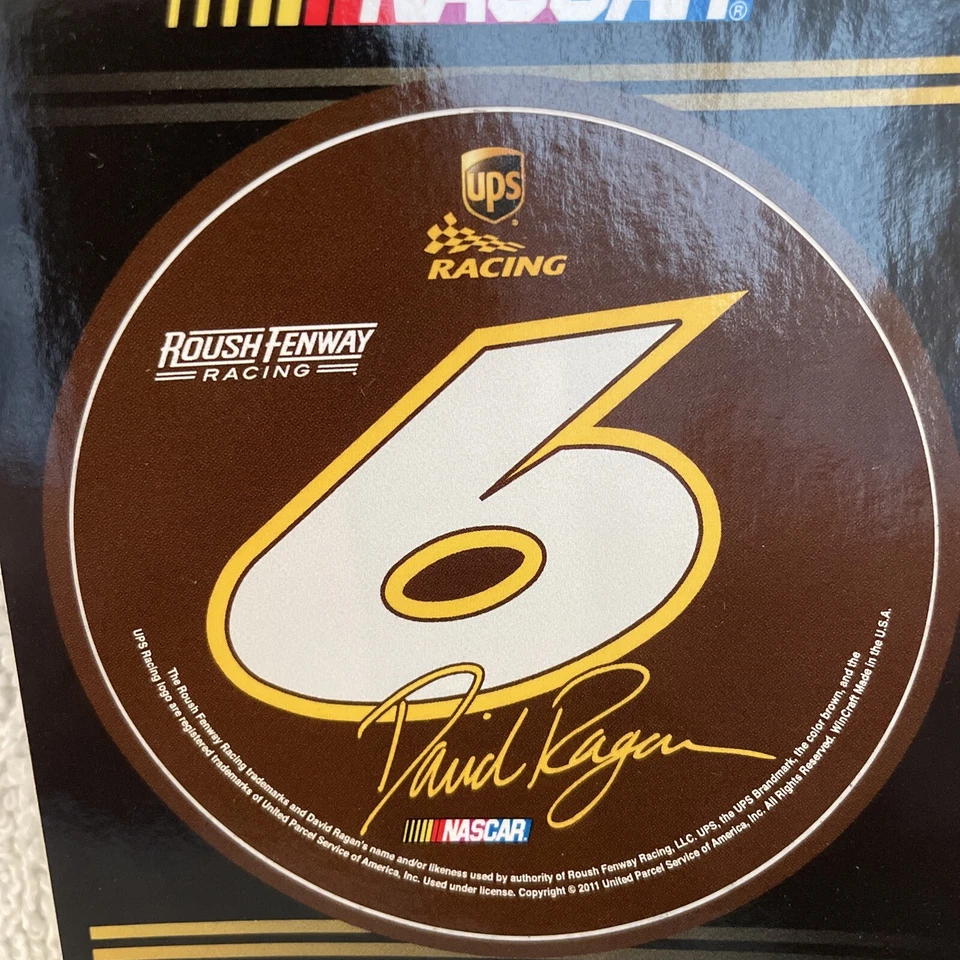 NASCAR®
ups
RACING
ROUSH FENWAY
RACING
6
David Ragan
NASCAR
The Roush Fenway Racing trademarks and David Ragan's name and/or likeness used by authority of Roush Fenway Racing, LLC. UPS, the UPS Brandmark, the color brown, and the
UPS Racing logo are registered trademarks of United Parcel Service of America, Inc. Used under license. Copyright © 2011 United Parcel Service of America, Inc. All Rights Reserved. WinCraft Made in the U.S.A.